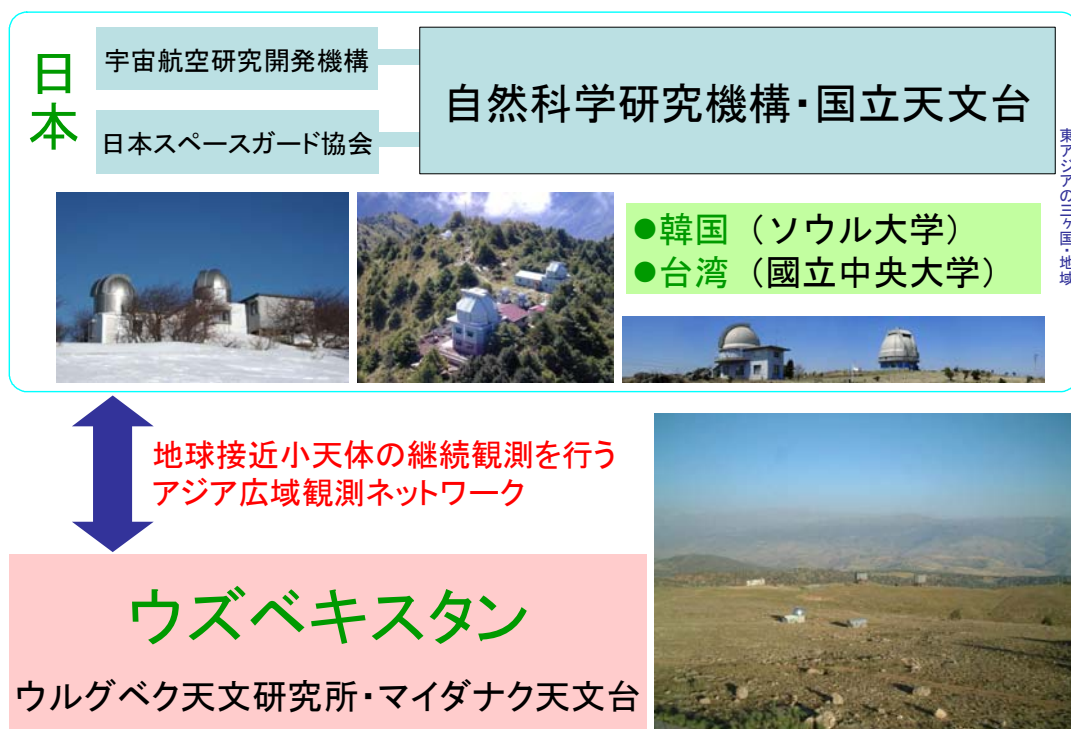 日本
宇宙航空研究開発機構
日本スペースガード協会
自然科学研究機構・国立天文台
東アジアの三ヶ国・地域
●韓国（ソウル大学）
●台湾（國立中央大学）
地球接近小天体の継続観測を行う
アジア広域観測ネットワーク
ウズベキスタン
ウルグベク天文研究所・マイダナク天文台